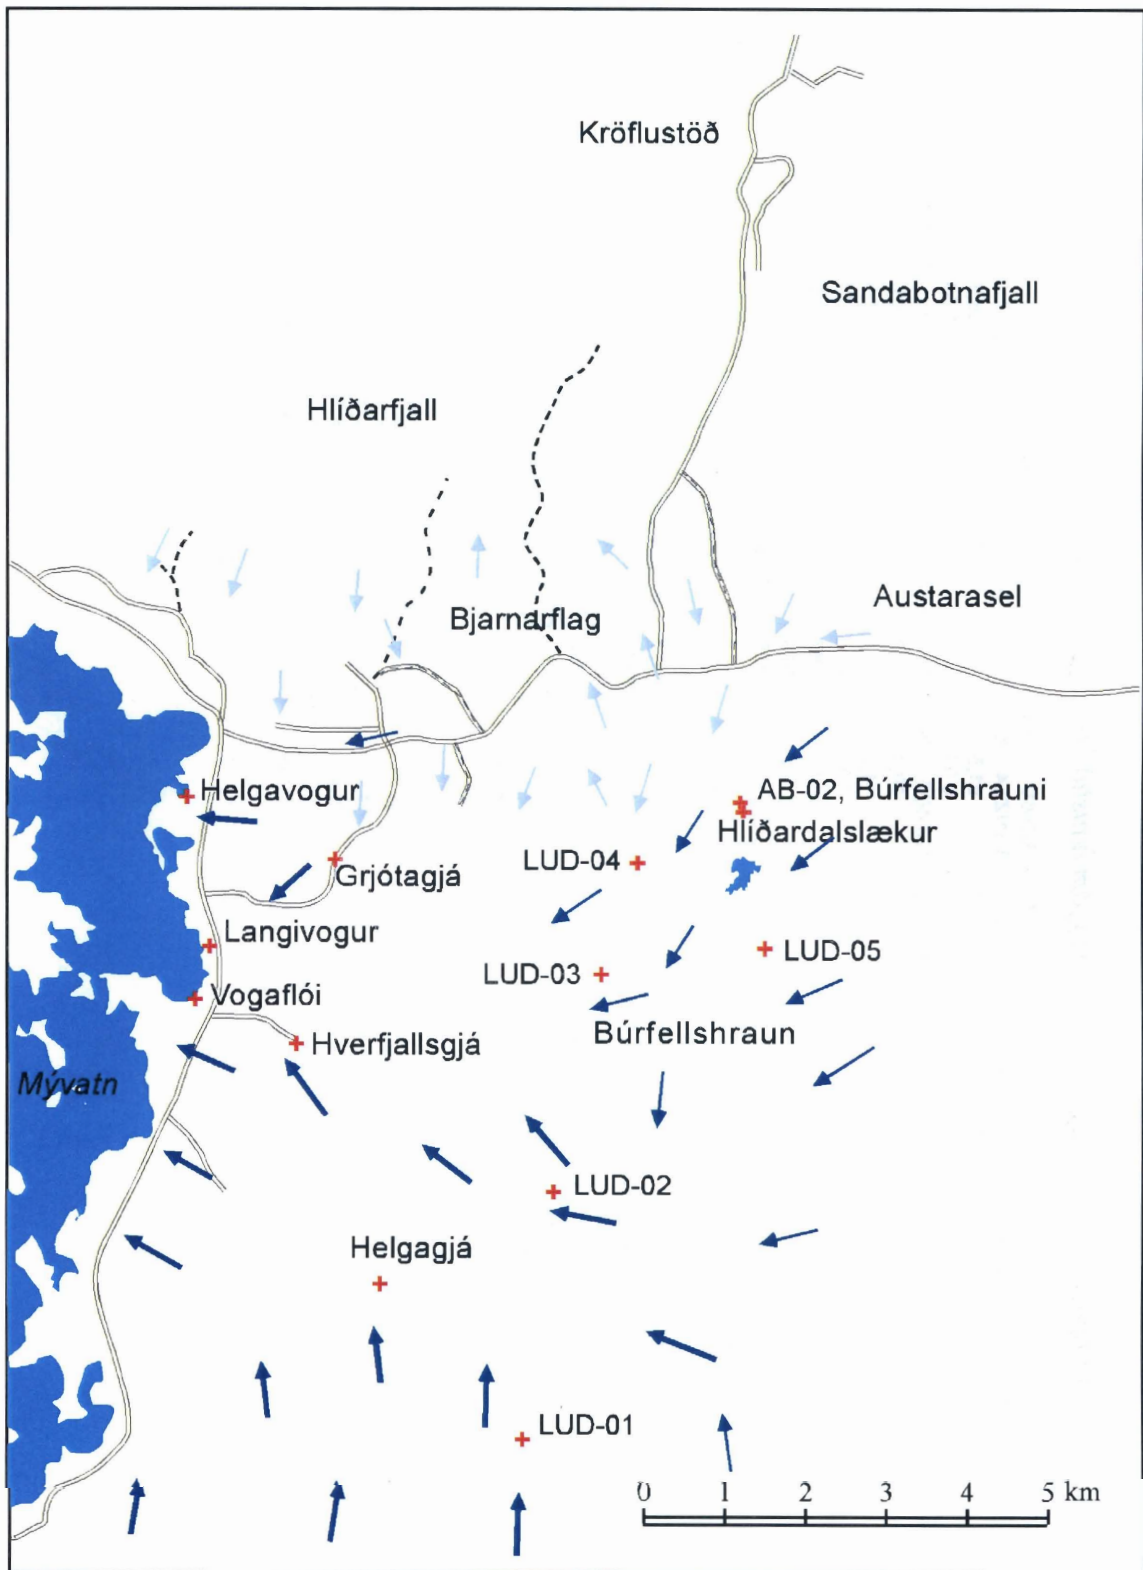 Kröflustöð
Sandabotnafjall
Hlíðarfjall
Austarasel
Bjarnarflag
Helgavogur
AB-02, Búrfellshrauni
Hlíðardalslækur
LUD-04
Grjótagjá
Langivogur
LUD-05
LUD-03
Vogaflói
Búrfellshraun
Hverfjallsgjá
Mývatn
LUD-02
Helgagjá
LUD-01
0 1 2 3 4 5 km